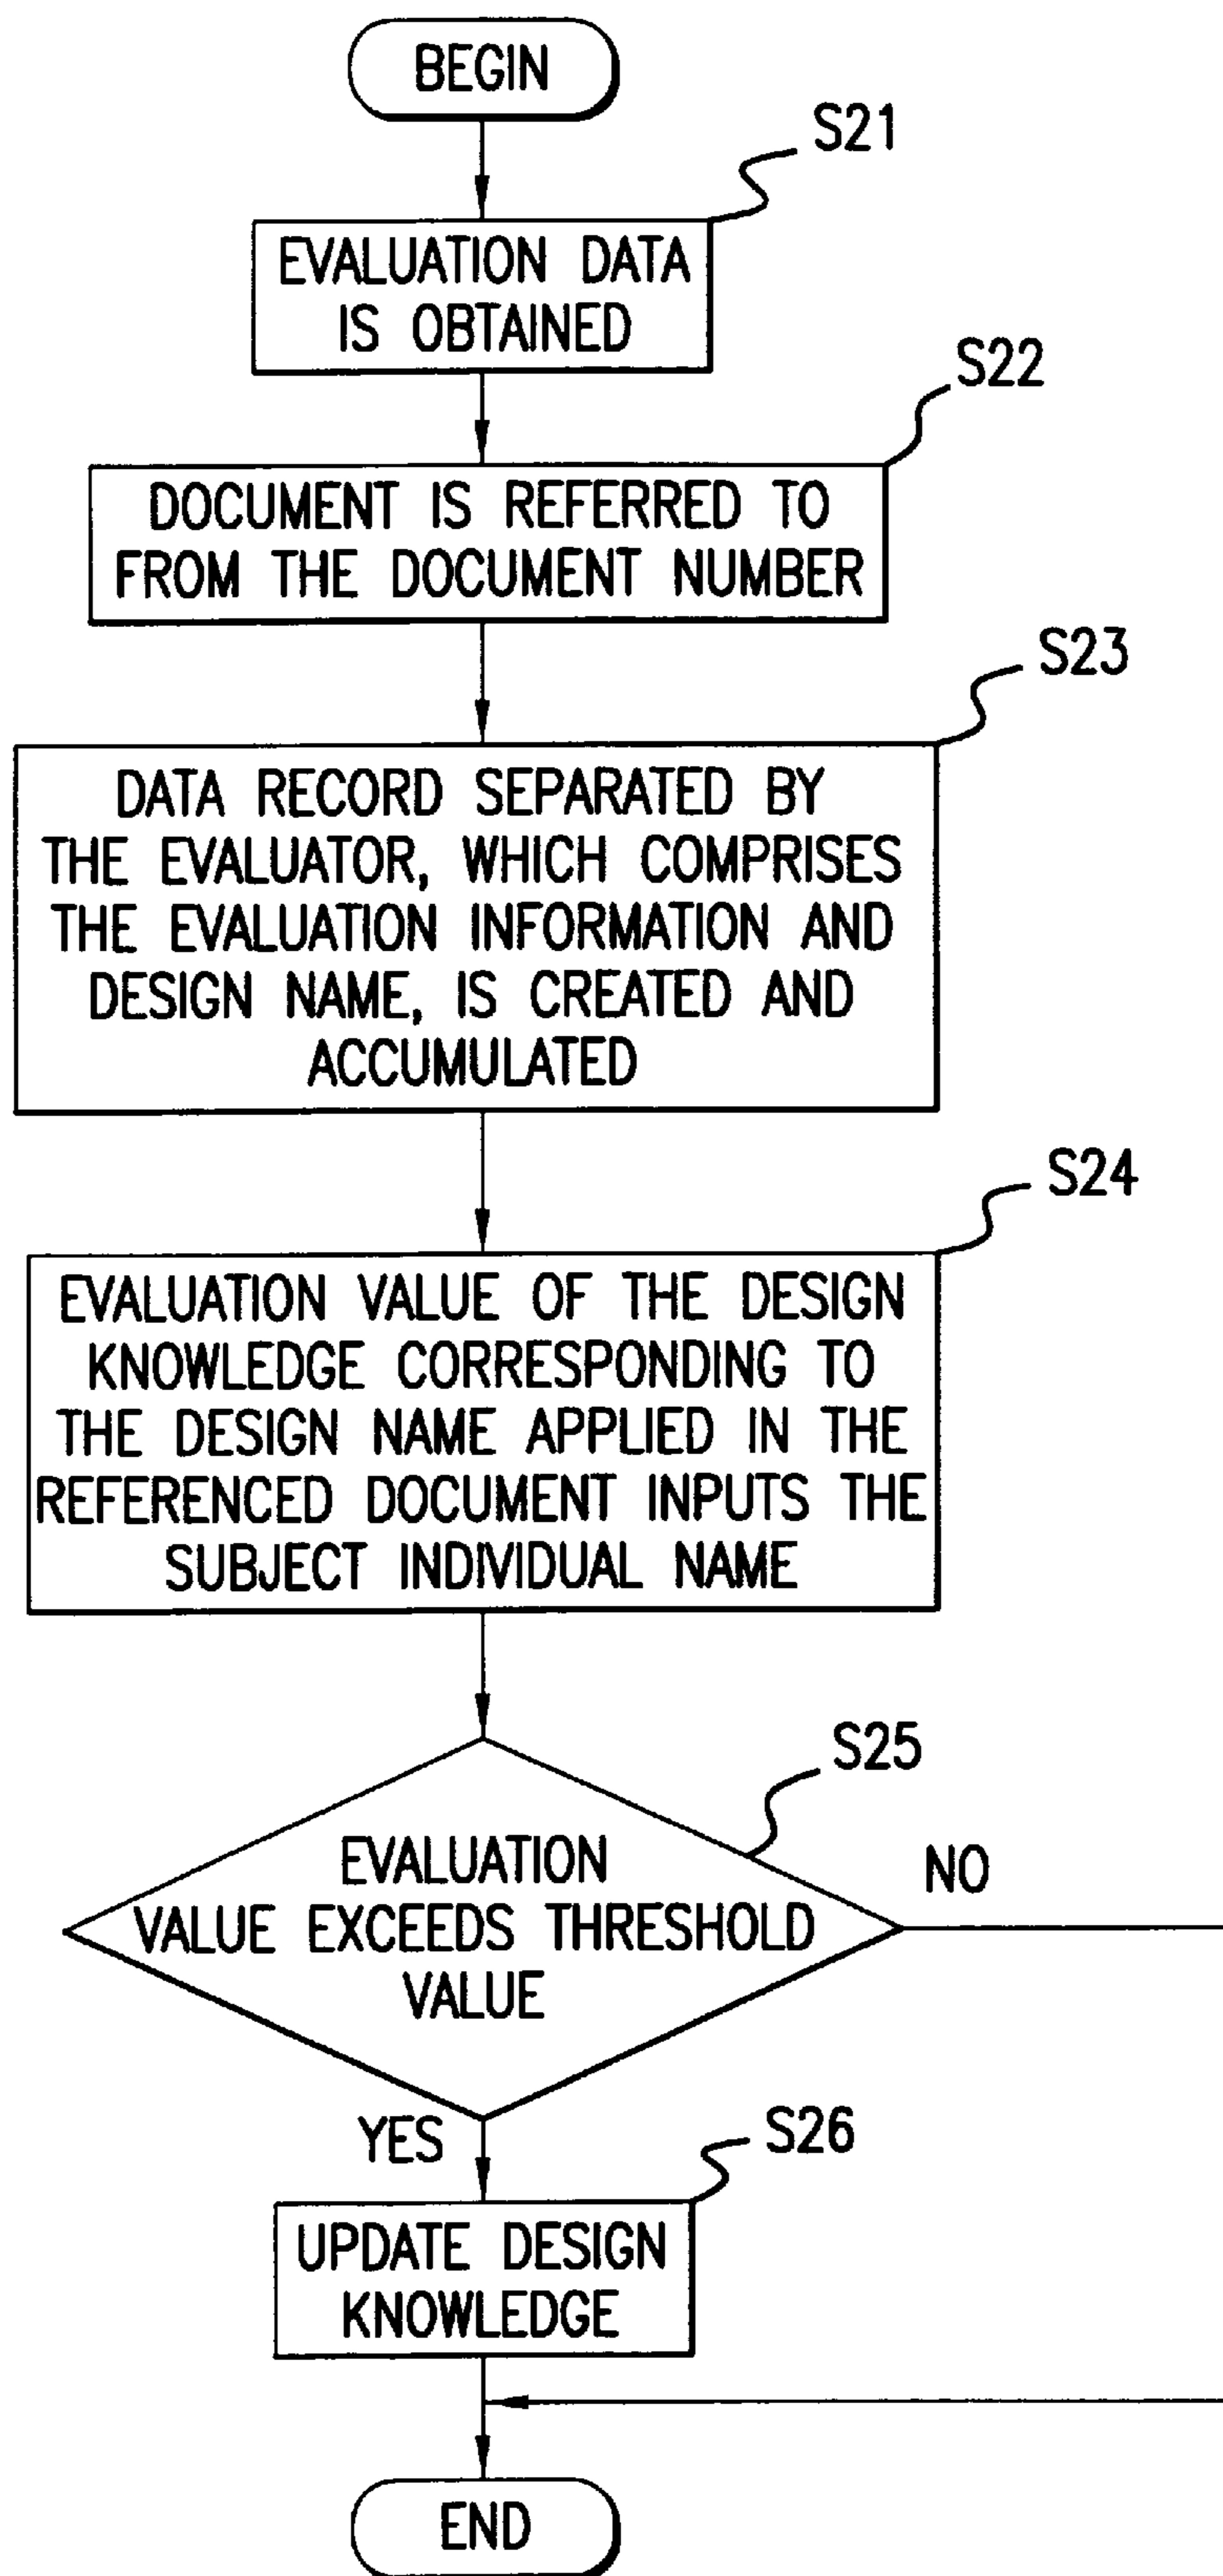 BEGIN
S21
EVALUATION DATA
IS OBTAINED
S22
DOCUMENT IS REFERRED TO
FROM THE DOCUMENT NUMBER
S23
DATA RECORD SEPARATED BY
THE EVALUATOR, WHICH COMPRISES
THE EVALUATION INFORMATION AND
DESIGN NAME, IS CREATED AND
ACCUMULATED
S24
EVALUATION VALUE OF THE DESIGN
KNOWLEDGE CORRESPONDING TO
THE DESIGN NAME APPLIED IN THE
REFERENCED DOCUMENT INPUTS THE
SUBJECT INDIVIDUAL NAME
S25
EVALUATION
VALUE EXCEEDS THRESHOLD
VALUE
NO
YES
S26
UPDATE DESIGN
KNOWLEDGE
END